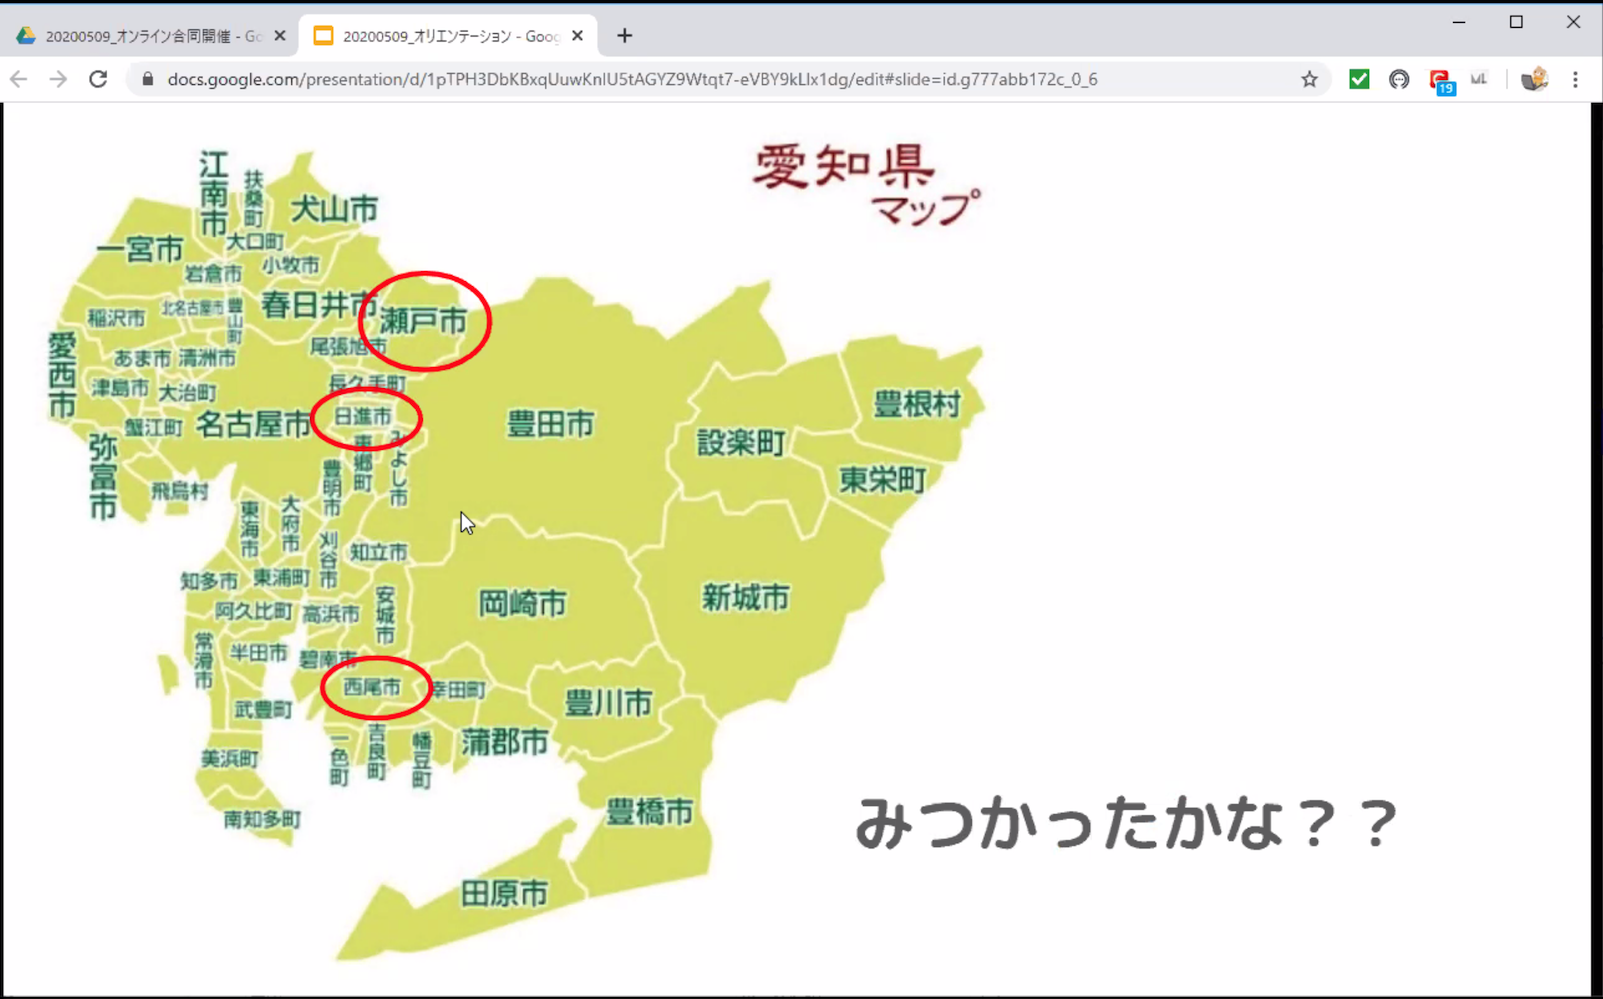 20200509_オンライン合同開催 - Go
20200509_オリエンテーション - Goog
docs.google.com/presentation/d/1pTPH3DbKBxqUuwKnIU5tAGYZ9Wtqt7-eVBY9kLlx1dg/edit#slide=id.g777abb172c_0_6
19
愛知県
マップ
江南市
扶桑町
犬山市
一宮市
大口町
岩倉市
小牧市
稲沢市
北名古屋市
豊山町
春日井市
瀬戸市
尾張旭市
愛西市
あま市
清洲市
津島市
大治町
長久手町
蟹江町
名古屋市
日進市
豊田市
設楽町
豊根村
東栄町
弥富市
飛鳥村
豊明市
東郷町
みよし市
東海市
大府市
刈谷市
知立市
知多市
東浦町
安城市
岡崎市
新城市
阿久比町
高浜市
常滑市
半田市
碧南市
西尾市
幸田町
武豊町
豊川市
美浜町
一色町
吉良町
幡豆町
蒲郡市
南知多町
豊橋市
田原市
みつかったかな？？